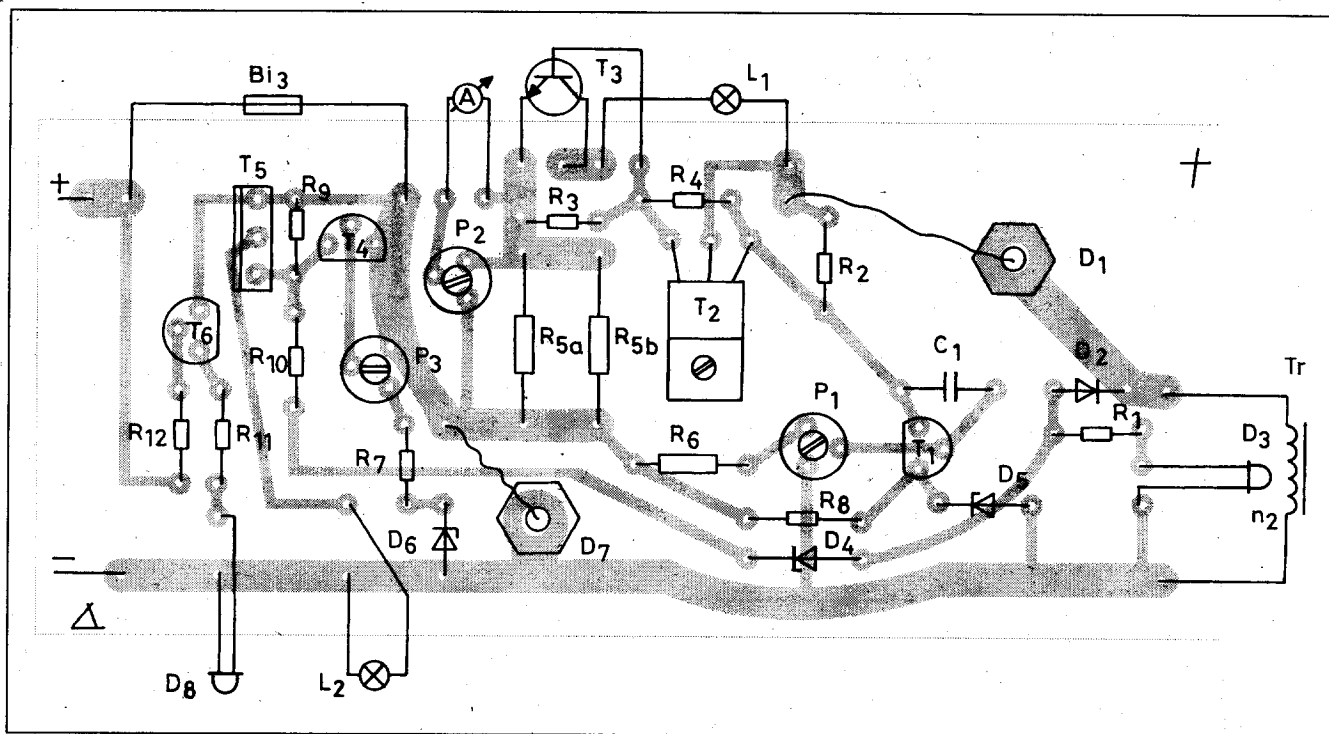 Bi3
A
T3
L1
+
T5
R9
T4
P2
R3
R4
+
D1
R2
T2
T6
R10
P3
R5a
R5b
C1
D2
Tr
P1
R1
R12
R11
R7
R6
T1
D3
D5
R8
n2
D6
D7
D4
−
D8
L2